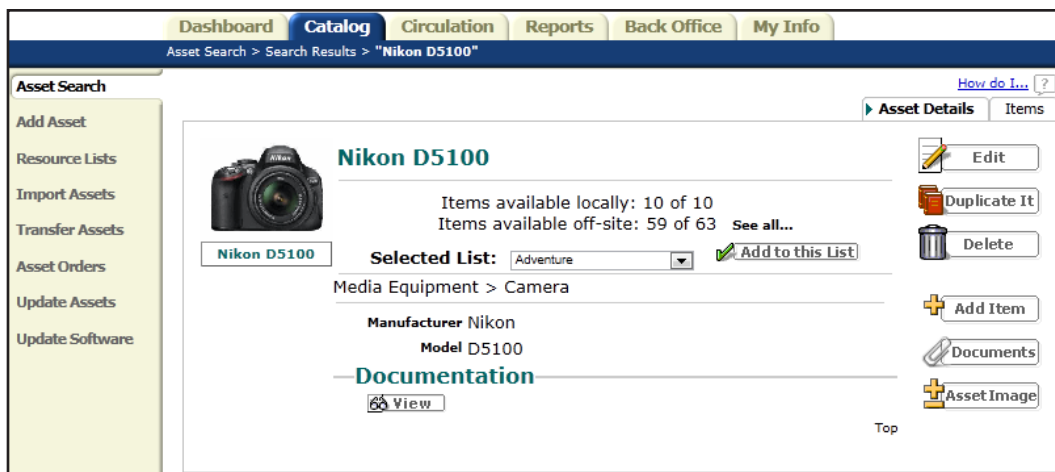 Dashboard Catalog Circulation Reports Back Office My Info
Asset Search > Search Results > "Nikon D5100"
Asset Search
Add Asset
Resource Lists
Import Assets
Transfer Assets
Asset Orders
Update Assets
Update Software
How do I... ?
Asset Details Items
Nikon
Nikon D5100
Nikon D5100
Items available locally: 10 of 10
Items available off-site: 59 of 63 See all...
Selected List: Adventure Add to this List
Media Equipment > Camera
Manufacturer Nikon
Model D5100
Documentation
View
Top
Edit
Duplicate It
Delete
Add Item
Documents
Asset Image